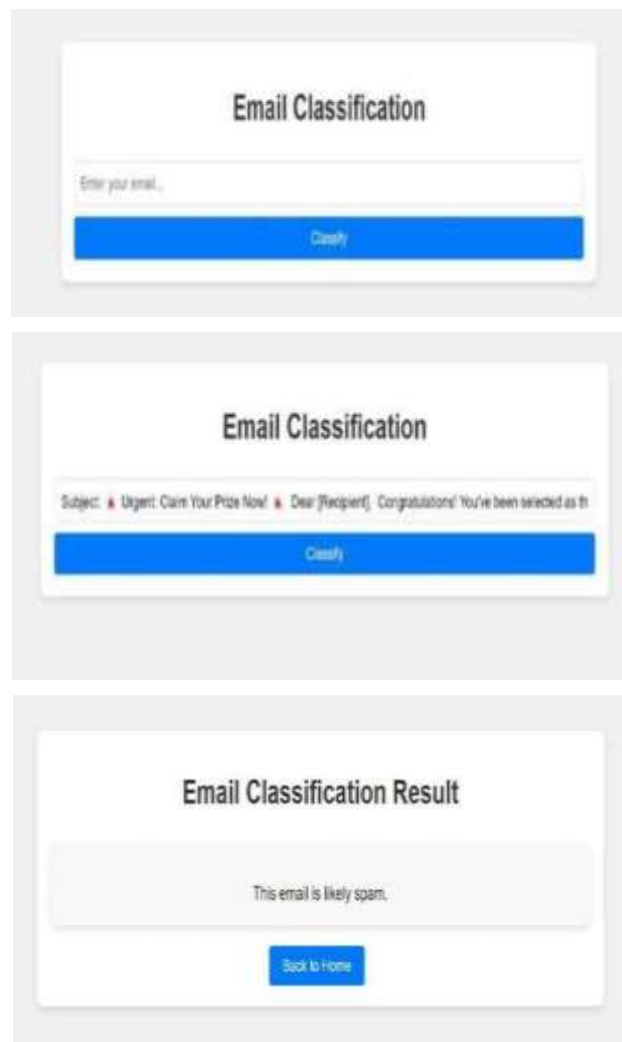 Email Classification
Enter your email...
Classify
Email Classification
Subject: 🚨 Urgent: Claim Your Prize Now! 🚨 Dear [Recipient], Congratulations! You've been selected as th
Classify
Email Classification Result
This email is likely spam.
Back to Home